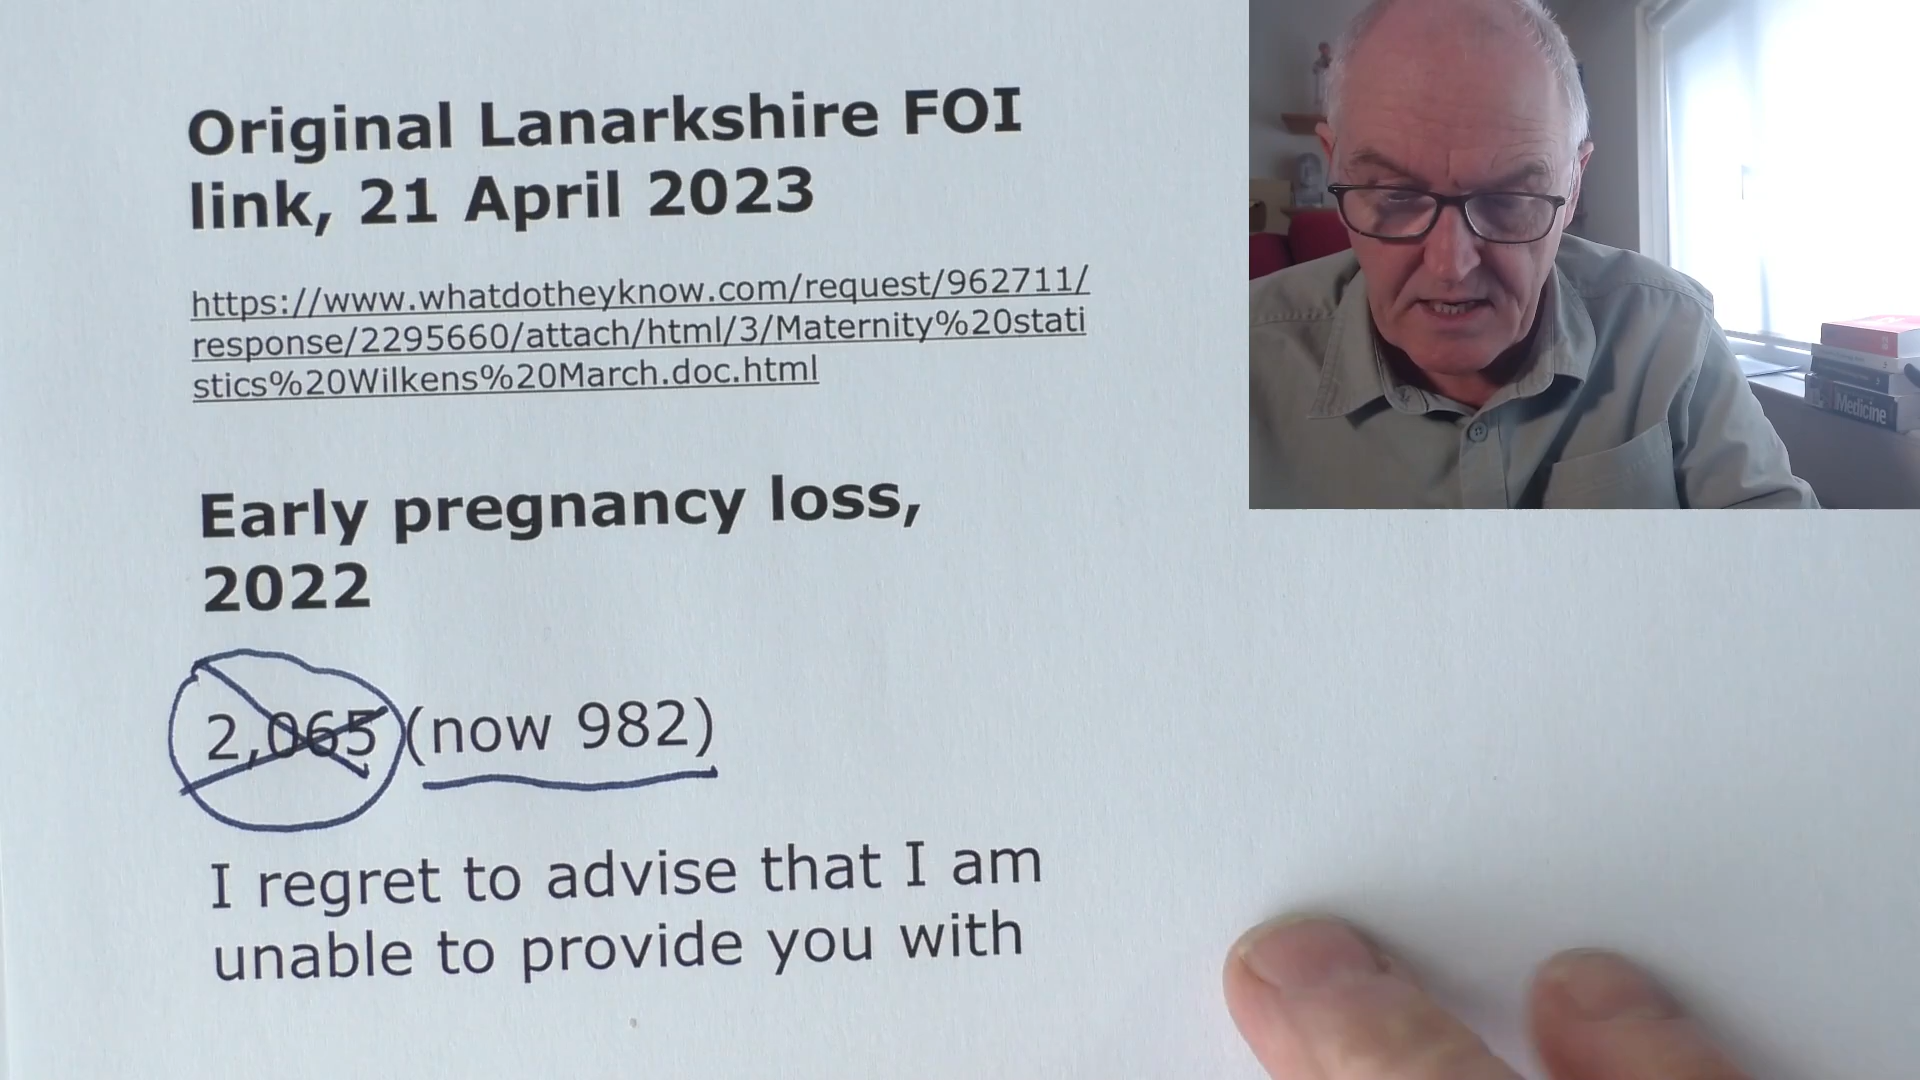 Original Lanarkshire FOI
link, 21 April 2023
https://www.whatdotheyknow.com/request/962711/
response/2295660/attach/html/3/Maternity%20stati
stics%20Wilkens%20March.doc.html
Early pregnancy loss,
2022
2,065 (now 982)
I regret to advise that I am
unable to provide you with
Medicine